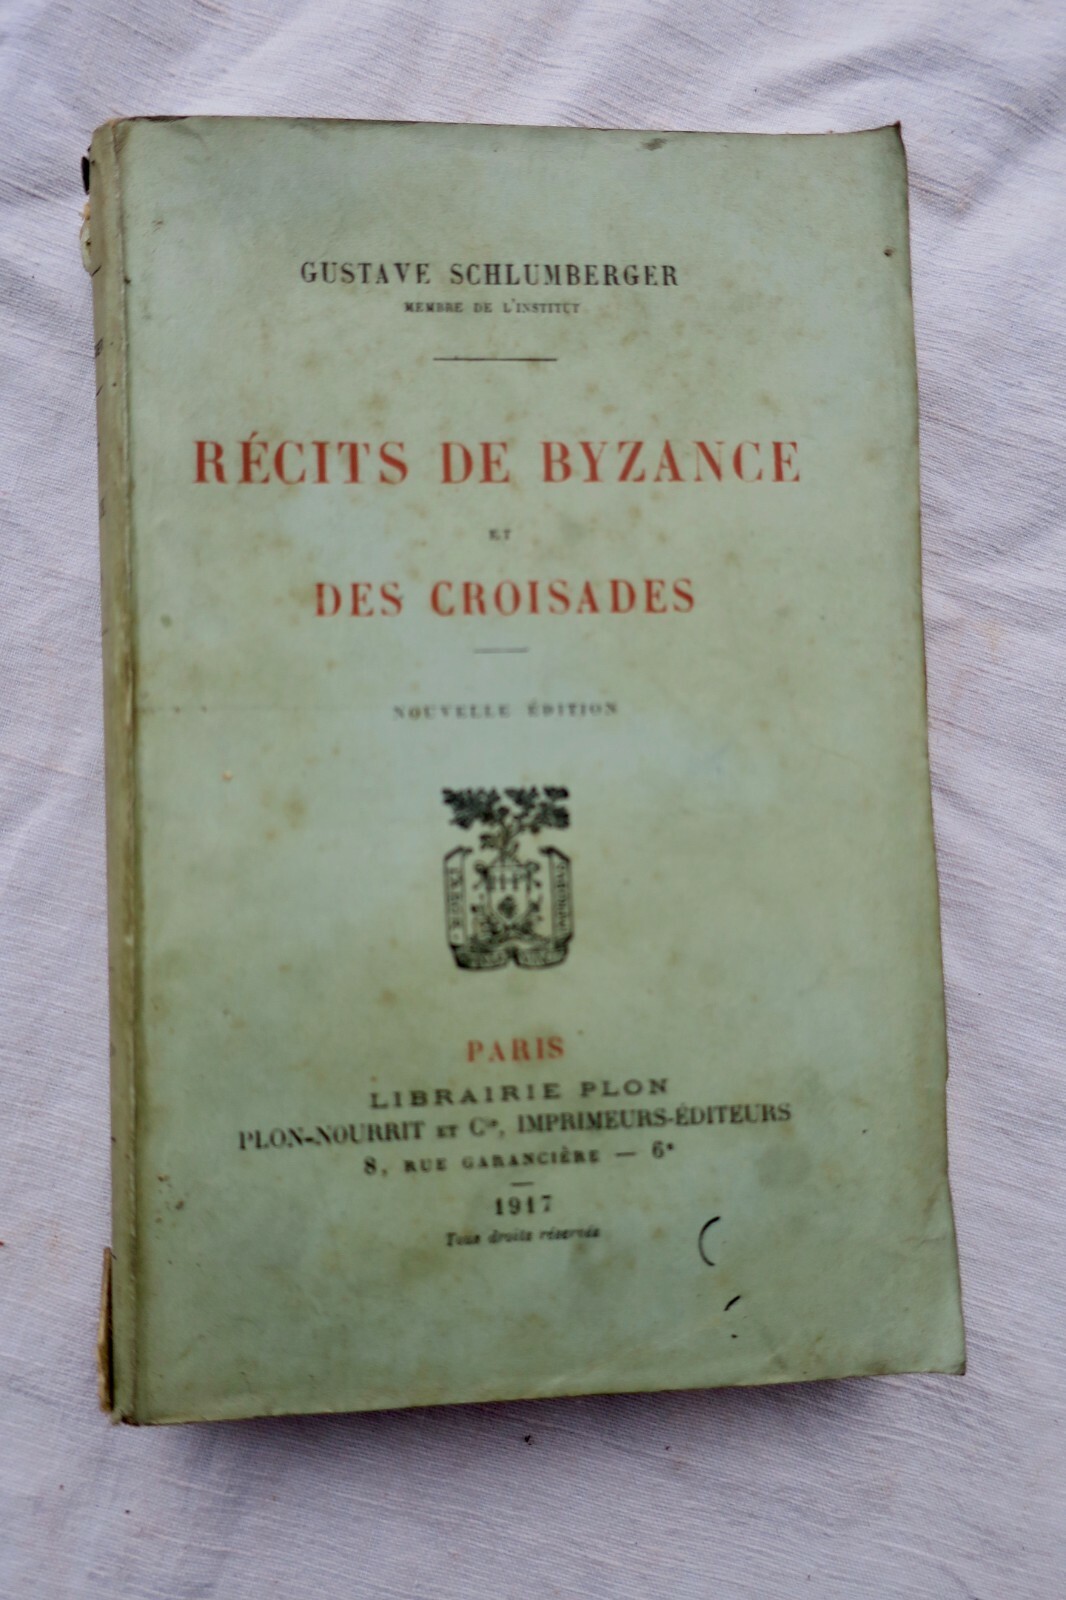 GUSTAVE SCHLUMBERGER
MEMBRE DE L'INSTITUT
RÉCITS DE BYZANCE
ET
DES CROISADES
NOUVELLE ÉDITION
PARIS
LIBRAIRIE PLON
PLON-NOURRIT ET Cie, IMPRIMEURS-ÉDITEURS
8, RUE GARANCIÈRE — 6e
1917
Tous droits réservés